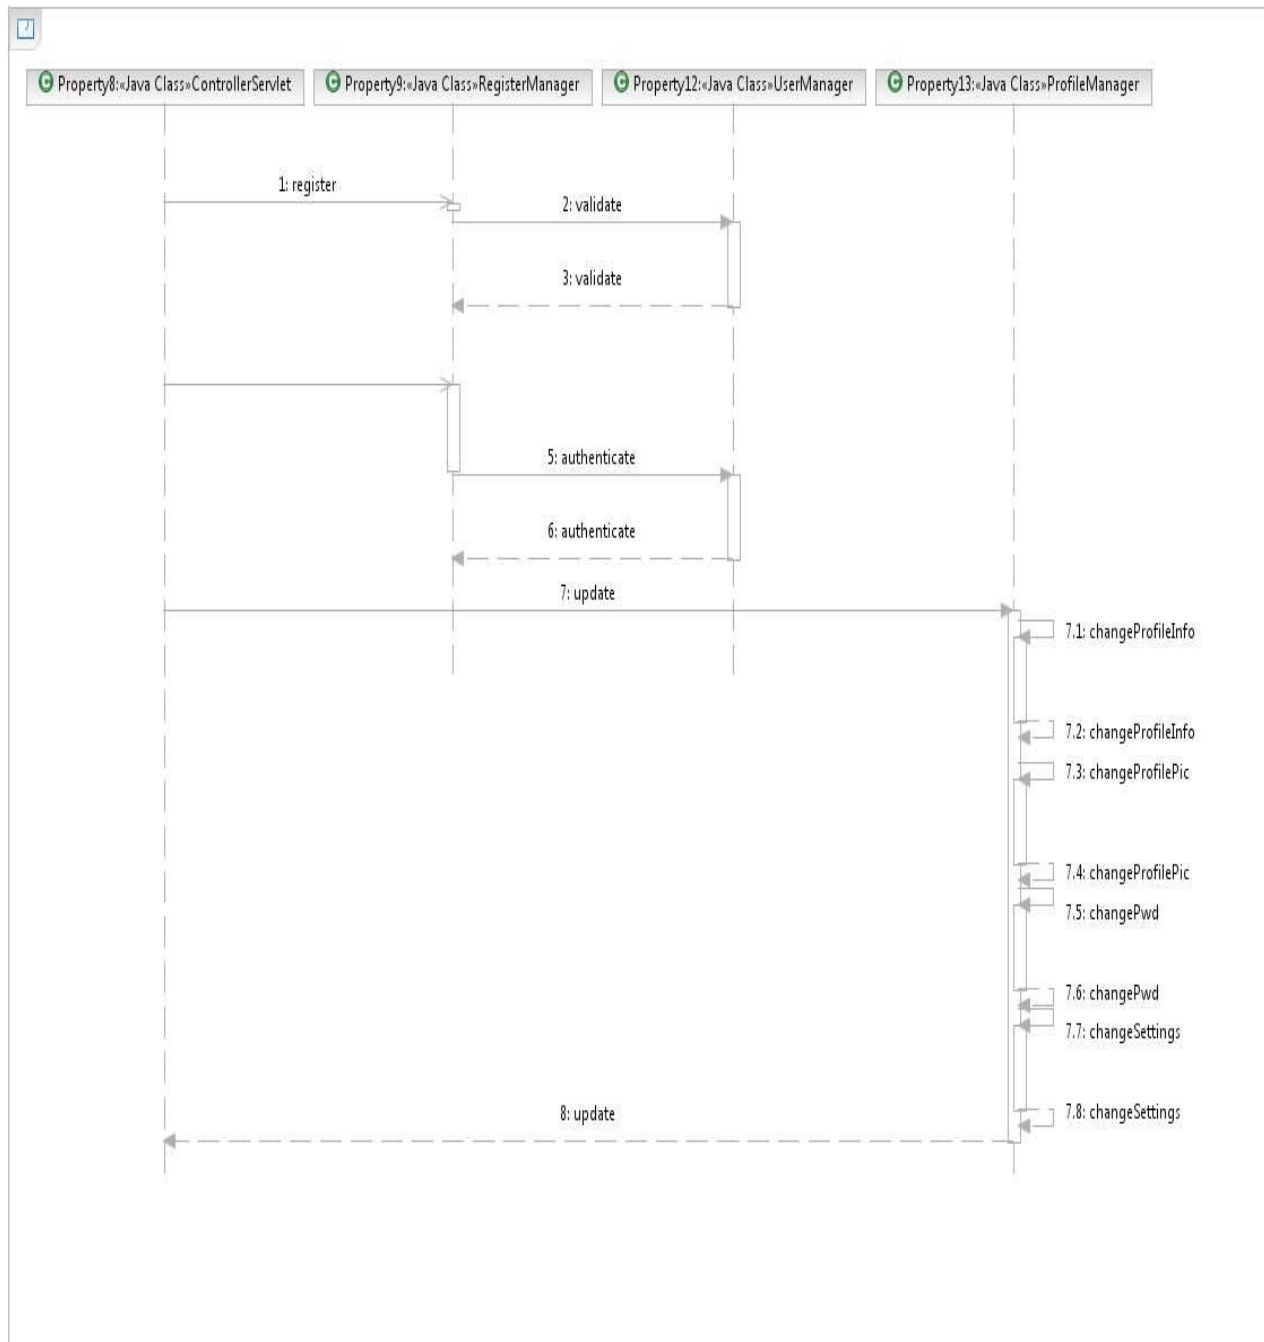 Property8:«Java Class»ControllerServlet
Property9:«Java Class»RegisterManager
Property12:«Java Class»UserManager
Property13:«Java Class»ProfileManager
1: register
2: validate
3: validate
5: authenticate
6: authenticate
7: update
7.1: changeProfileInfo
7.2: changeProfileInfo
7.3: changeProfilePic
7.4: changeProfilePic
7.5: changePwd
7.6: changePwd
7.7: changeSettings
7.8: changeSettings
8: update